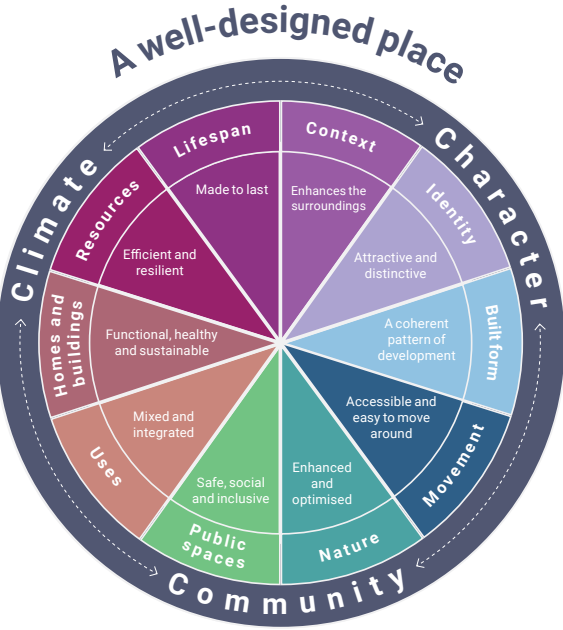 A well-designed place
Climate
Character
Community
Context
Enhances the
surroundings
Identity
Attractive and
distinctive
Built form
A coherent
pattern of
development
Movement
Accessible and
easy to move
around
Nature
Enhanced
and
optimised
Public
spaces
Safe, social
and inclusive
Uses
Mixed and
integrated
Homes and
buildings
Functional, healthy
and sustainable
Resources
Efficient and
resilient
Lifespan
Made to last